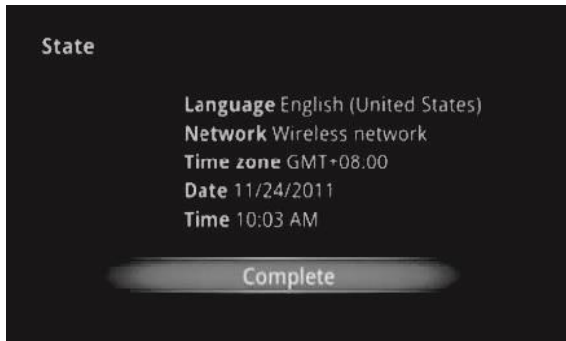 State
Language English (United States)
Network Wireless network
Time zone GMT+08.00
Date 11/24/2011
Time 10:03 AM
Complete